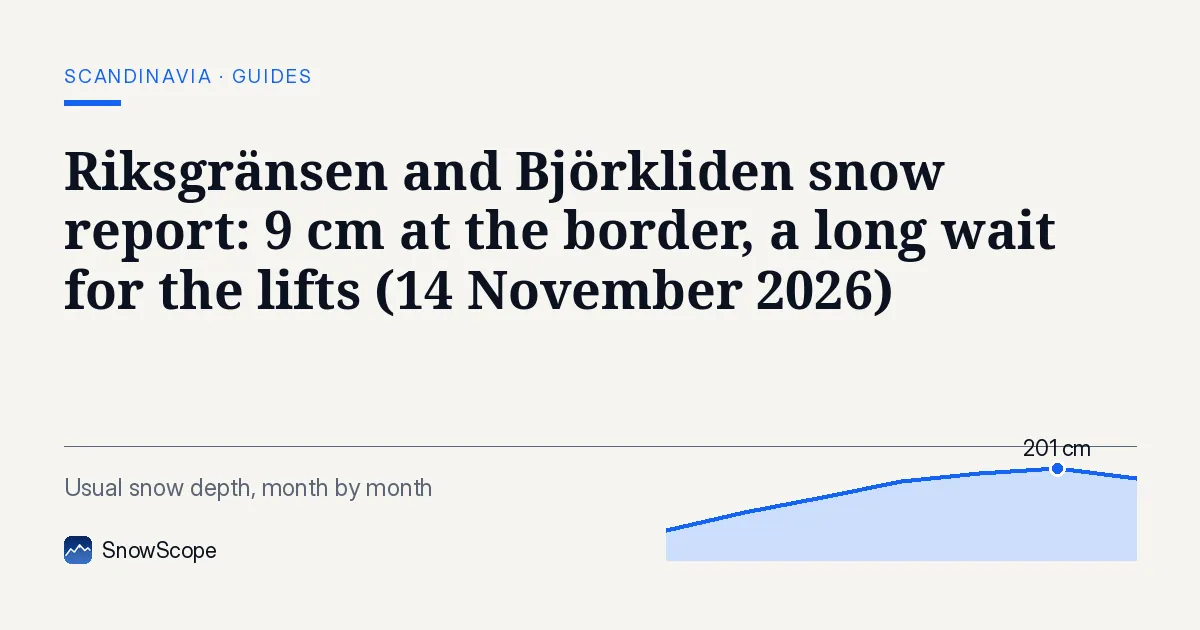 SCANDINAVIA · GUIDES
Riksgränsen and Björkliden snow
report: 9 cm at the border, a long wait
for the lifts (14 November 2026)
201 cm
Usual snow depth, month by month
SnowScope